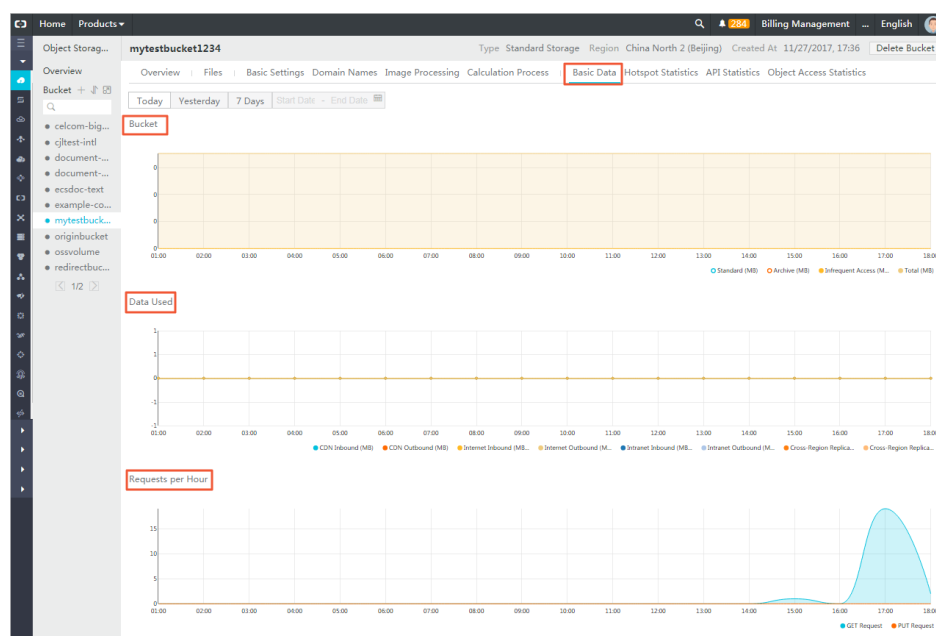 Home Products
284 Billing Management ... English
Object Storag...
mytestbucket1234
Type Standard Storage Region China North 2 (Beijing) Created At 11/27/2017, 17:36 Delete Bucket
Overview
Bucket
Overview Files Basic Settings Domain Names Image Processing Calculation Process Basic Data Hotspot Statistics API Statistics Object Access Statistics
Today Yesterday 7 Days Start Date - End Date
celcom-big...
cjltest-intl
document-...
document-...
ecsdoc-text
example-co...
mytestbuck...
originbucket
ossvolume
redirectbuc...
1/2
Bucket
0
0
0
0
01:00 02:00 03:00 04:00 05:00 06:00 07:00 08:00 09:00 10:00 11:00 12:00 13:00 14:00 15:00 16:00 17:00 18:00
Standard (MB) Archive (MB) Infrequent Access (M... Total (MB)
Data Used
1
1
0
-1
-1
01:00 02:00 03:00 04:00 05:00 06:00 07:00 08:00 09:00 10:00 11:00 12:00 13:00 14:00 15:00 16:00 17:00 18:00
CDN Inbound (MB) CDN Outbound (MB) Internet Inbound (MB... Internet Outbound (M... Intranet Inbound (MB... Intranet Outbound (M... Cross-Region Replica... Cross-Region Replica...
Requests per Hour
15
10
5
0
01:00 02:00 03:00 04:00 05:00 06:00 07:00 08:00 09:00 10:00 11:00 12:00 13:00 14:00 15:00 16:00 17:00 18:00
GET Request PUT Request